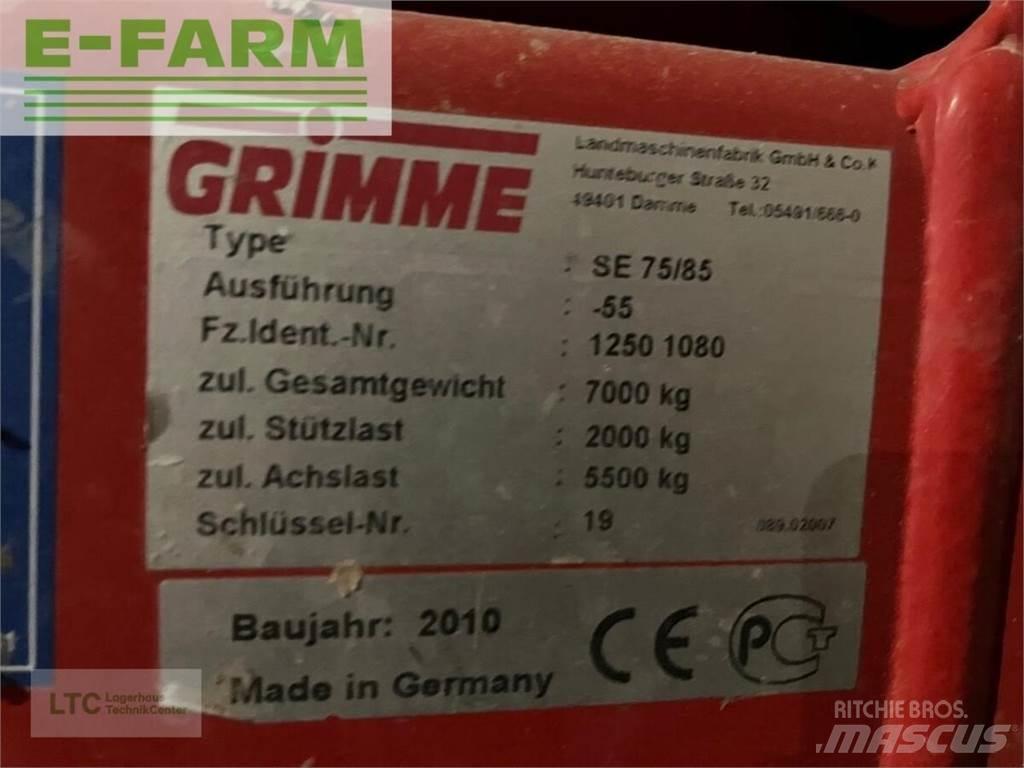 E-FARM
GRIMME
Landmaschinenfabrik GmbH & Co.K
Hunteburger Straße 32
49401 Damme Tel.:05491/666-0
Type : SE 75/85
Ausführung : -55
Fz.Ident.-Nr. : 1250 1080
zul. Gesamtgewicht : 7000 kg
zul. Stützlast : 2000 kg
zul. Achslast : 5500 kg
Schlüssel-Nr. : 19
089.02007
Baujahr: 2010
Made in Germany
CE
PCT
LTC Lagerhaus
TechnikCenter
RITCHIE BROS.
MASCUS